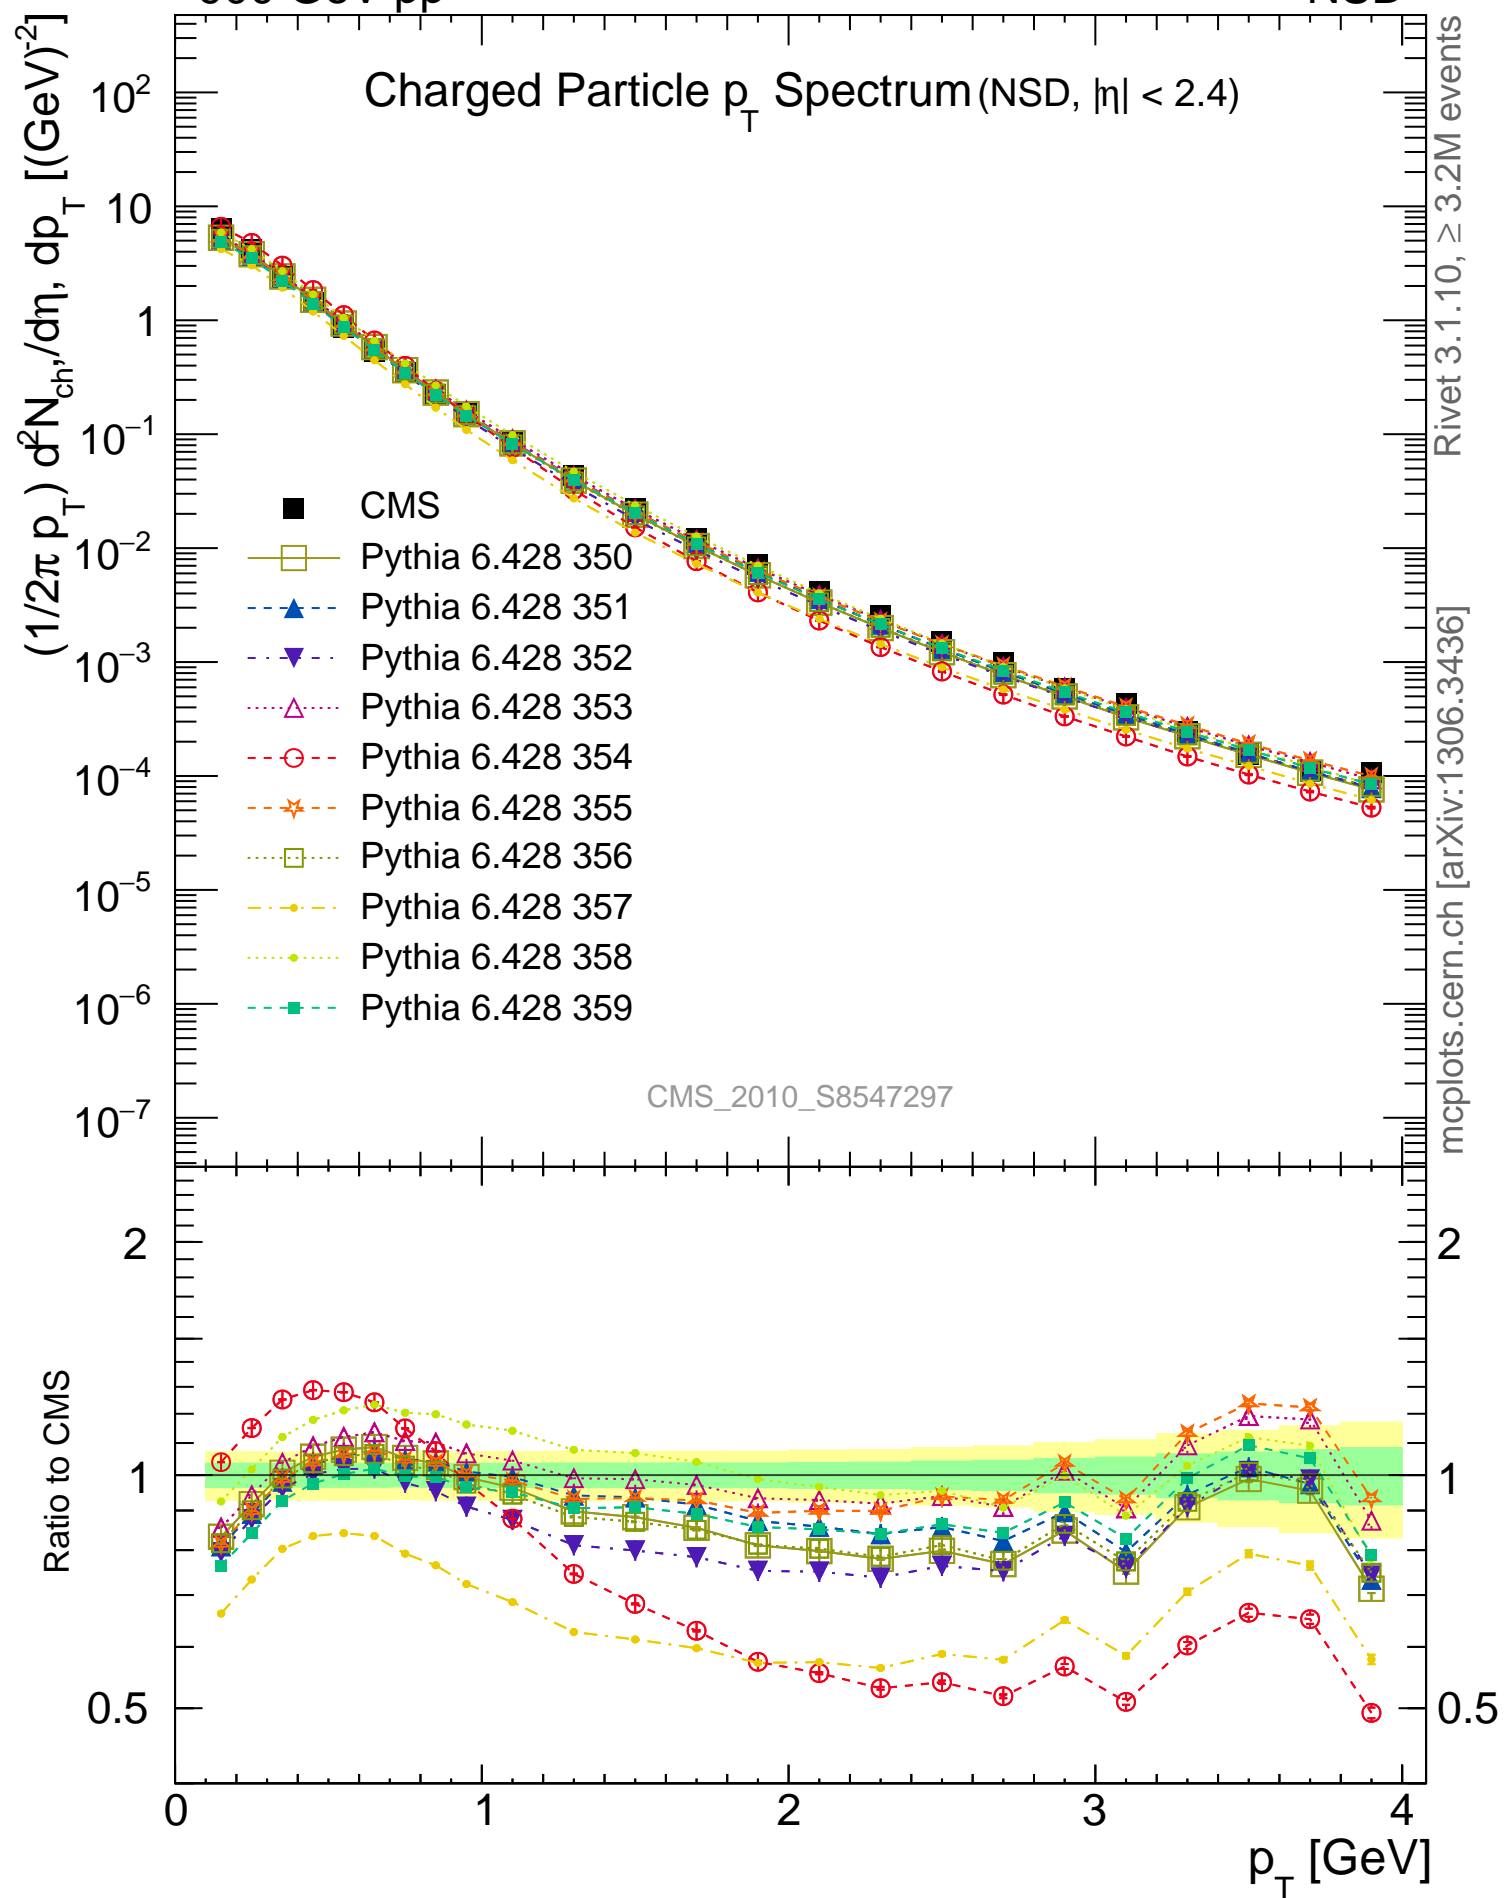 Charged Particle p_T Spectrum (NSD, |η| < 2.4)
(1/2π p_T) d²N_ch,/dη, dp_T [(GeV)^-2]
10²
10
1
10⁻¹
10⁻²
10⁻³
10⁻⁴
10⁻⁵
10⁻⁶
10⁻⁷
CMS
Pythia 6.428 350
Pythia 6.428 351
Pythia 6.428 352
Pythia 6.428 353
Pythia 6.428 354
Pythia 6.428 355
Pythia 6.428 356
Pythia 6.428 357
Pythia 6.428 358
Pythia 6.428 359
CMS_2010_S8547297
Rivet 3.1.10, ≥ 3.2M events
mcplots.cern.ch [arXiv:1306.3436]
Ratio to CMS
2
1
0.5
2
1
0.5
0 1 2 3 4
p_T [GeV]